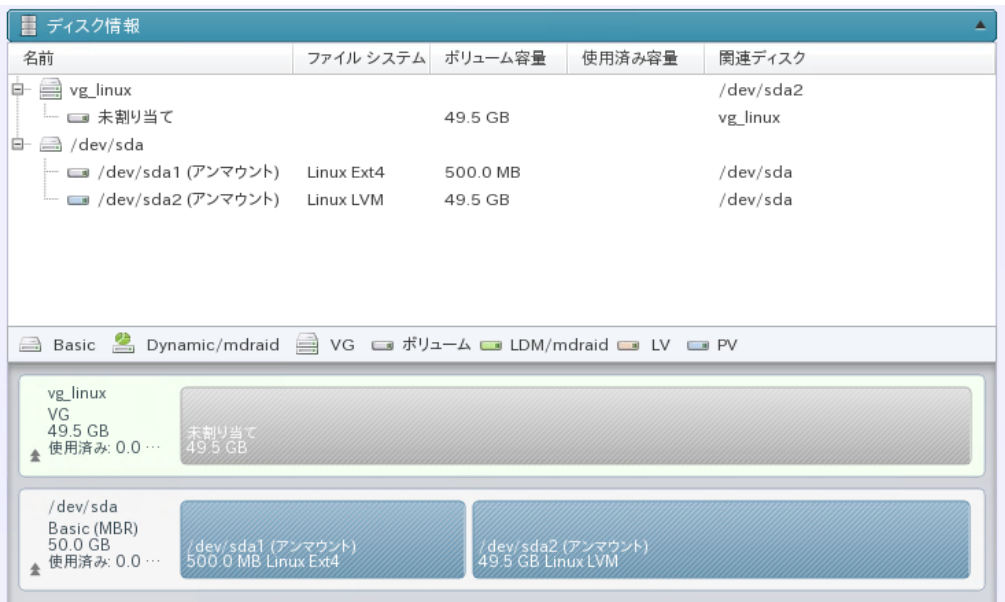 ディスク情報
名前 ファイル システム ボリューム容量 使用済み容量 関連ディスク
vg_linux /dev/sda2
未割り当て 49.5 GB vg_linux
/dev/sda
/dev/sda1 (アンマウント) Linux Ext4 500.0 MB /dev/sda
/dev/sda2 (アンマウント) Linux LVM 49.5 GB /dev/sda
Basic Dynamic/mdraid VG ボリューム LDM/mdraid LV PV
vg_linux
VG
49.5 GB
使用済み: 0.0 ...
未割り当て
49.5 GB
/dev/sda
Basic (MBR)
50.0 GB
使用済み: 0.0 ...
/dev/sda1 (アンマウント)
500.0 MB Linux Ext4
/dev/sda2 (アンマウント)
49.5 GB Linux LVM